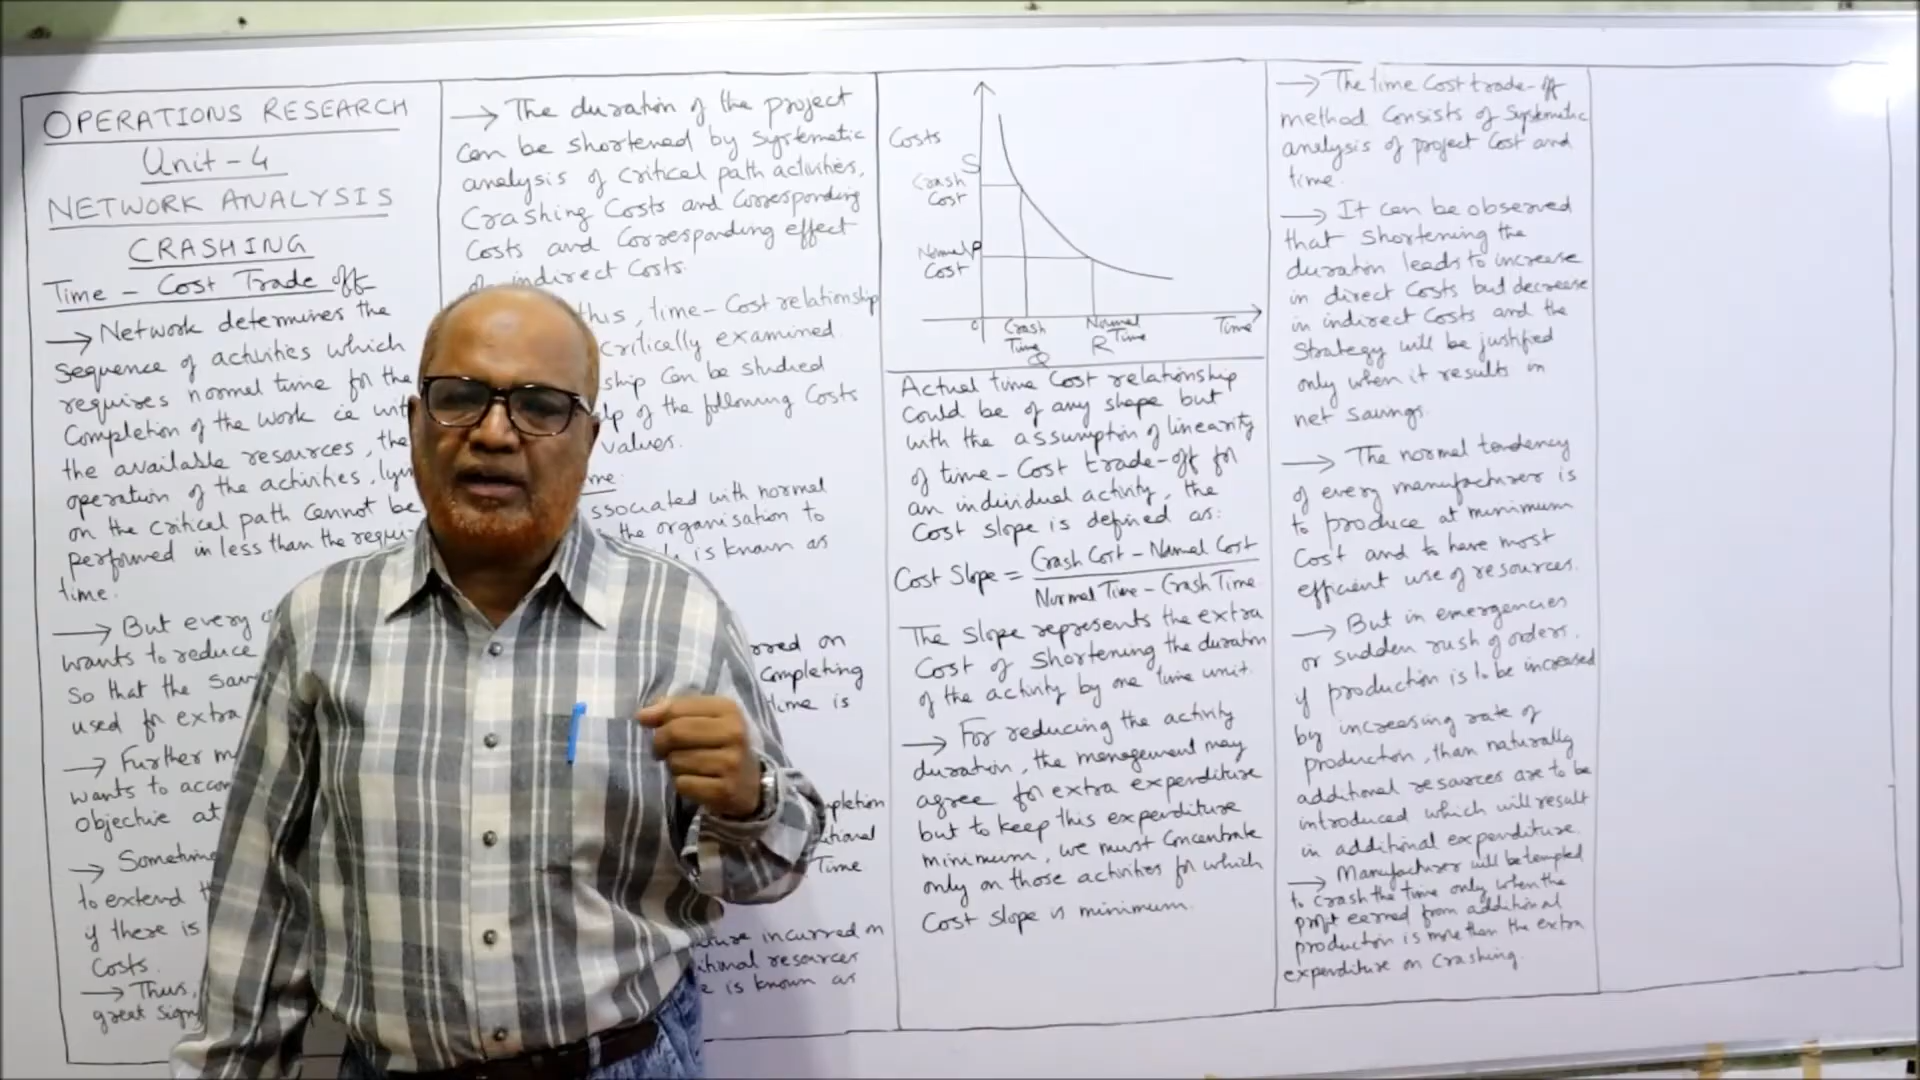 OPERATIONS RESEARCH
Unit-4
NETWORK ANALYSIS
CRASHING
Time - Cost Trade off
→ Network determines the
sequence of activities which
requires normal time for the
Completion of the work ie
the available resources, the
operation of the activities,
on the critical path cannot be
performed in less than the
time.
→ But every
wants to reduce
so that the
used for extra
→ Further
wants to
objective at
→
to extend
if there is
Costs.
→ Thus,
great
→ The duration of the project
can be shortened by systematic
analysis of critical path activities,
Crashing Costs and Corresponding
Costs and Corresponding effect
indirect Costs.
this, time-Cost relationship
critically examined.
can be studied
of the following Costs
values.
with normal
the organisation to
is known as
on
Completing
time is
Time
incurred on
resources
is known as
Costs
S
Crash
Cost
Normal P
Cost
0
Crash
Time
Q
Normal
Time
R
Time
Actual time Cost relationship
Could be of any shape but
with the assumption of linearity
of time-Cost trade-off for
an individual activity, the
Cost slope is defined as:
Cost Slope = Crash Cost - Normal Cost
Normal Time - Crash Time
The slope represents the extra
Cost of shortening the duration
of the activity by one time unit.
→ For reducing the activity
duration, the management may
agree for extra expenditure
but to keep this expenditure
minimum, we must Concentrate
only on those activities for which
Cost slope is minimum.
→ The time Cost trade-off
method Consists of Systematic
analysis of project Cost and
time.
→ It can be observed
that shortening the
duration leads to increase
in direct Costs but decrease
in indirect Costs and the
Strategy will be justified
only when it results in
net savings.
→ The normal tendency
of every manufacturer is
to produce at minimum
Cost and to have most
efficient use of resources.
→ But in emergencies
or sudden rush of orders,
if production is to be increased
by increasing rate of
production, than naturally
additional resources are to be
introduced which will result
in additional expenditure.
→ Manufacturer will be tempted
to crash the time only when the
profit earned from additional
production is more than the extra
expenditure on Crashing.